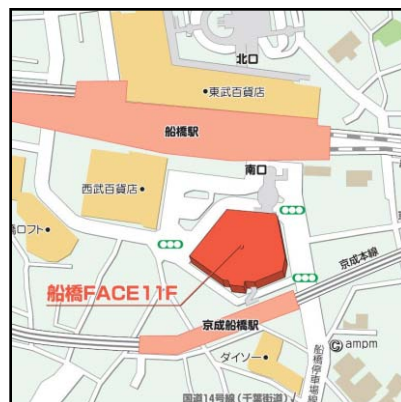 北口
•東武百貨店
船橋駅
南口
西武百貨店•
橋ロフト•
船橋FACE11F
京成本線
京成船橋駅
ampm
ダイソー•
船橋停車場線
国道14号線(千葉街道)